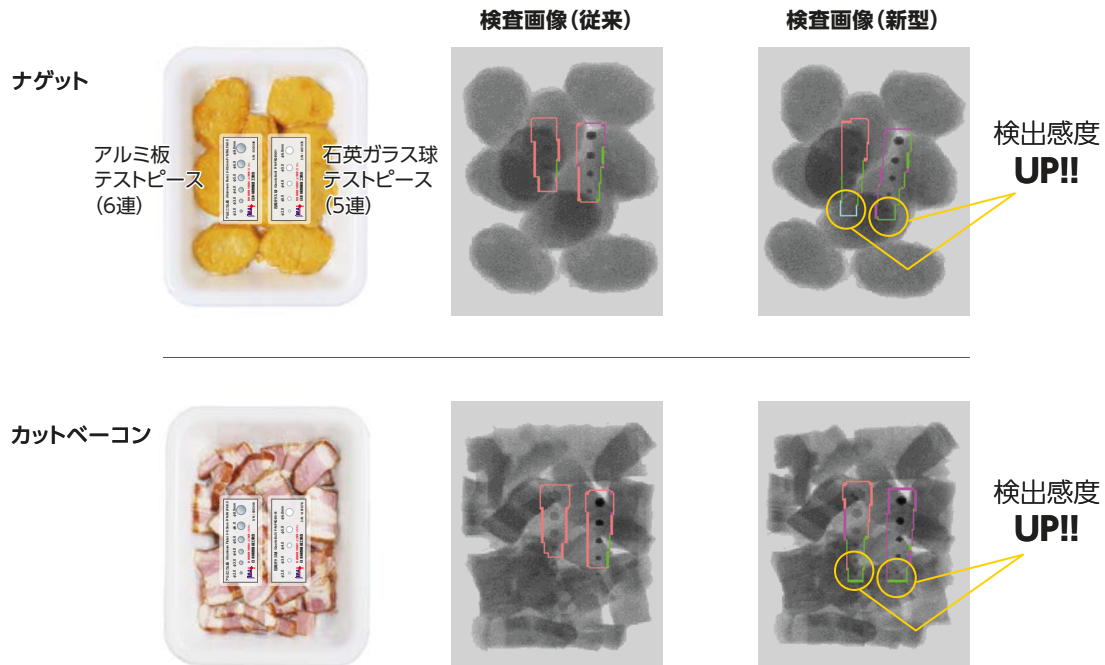 検査画像（従来）
検査画像（新型）
ナゲット
アルミ板
テストピース
（6連）
石英ガラス球
テストピース
（5連）
検出感度
UP!!
カットベーコン
検出感度
UP!!